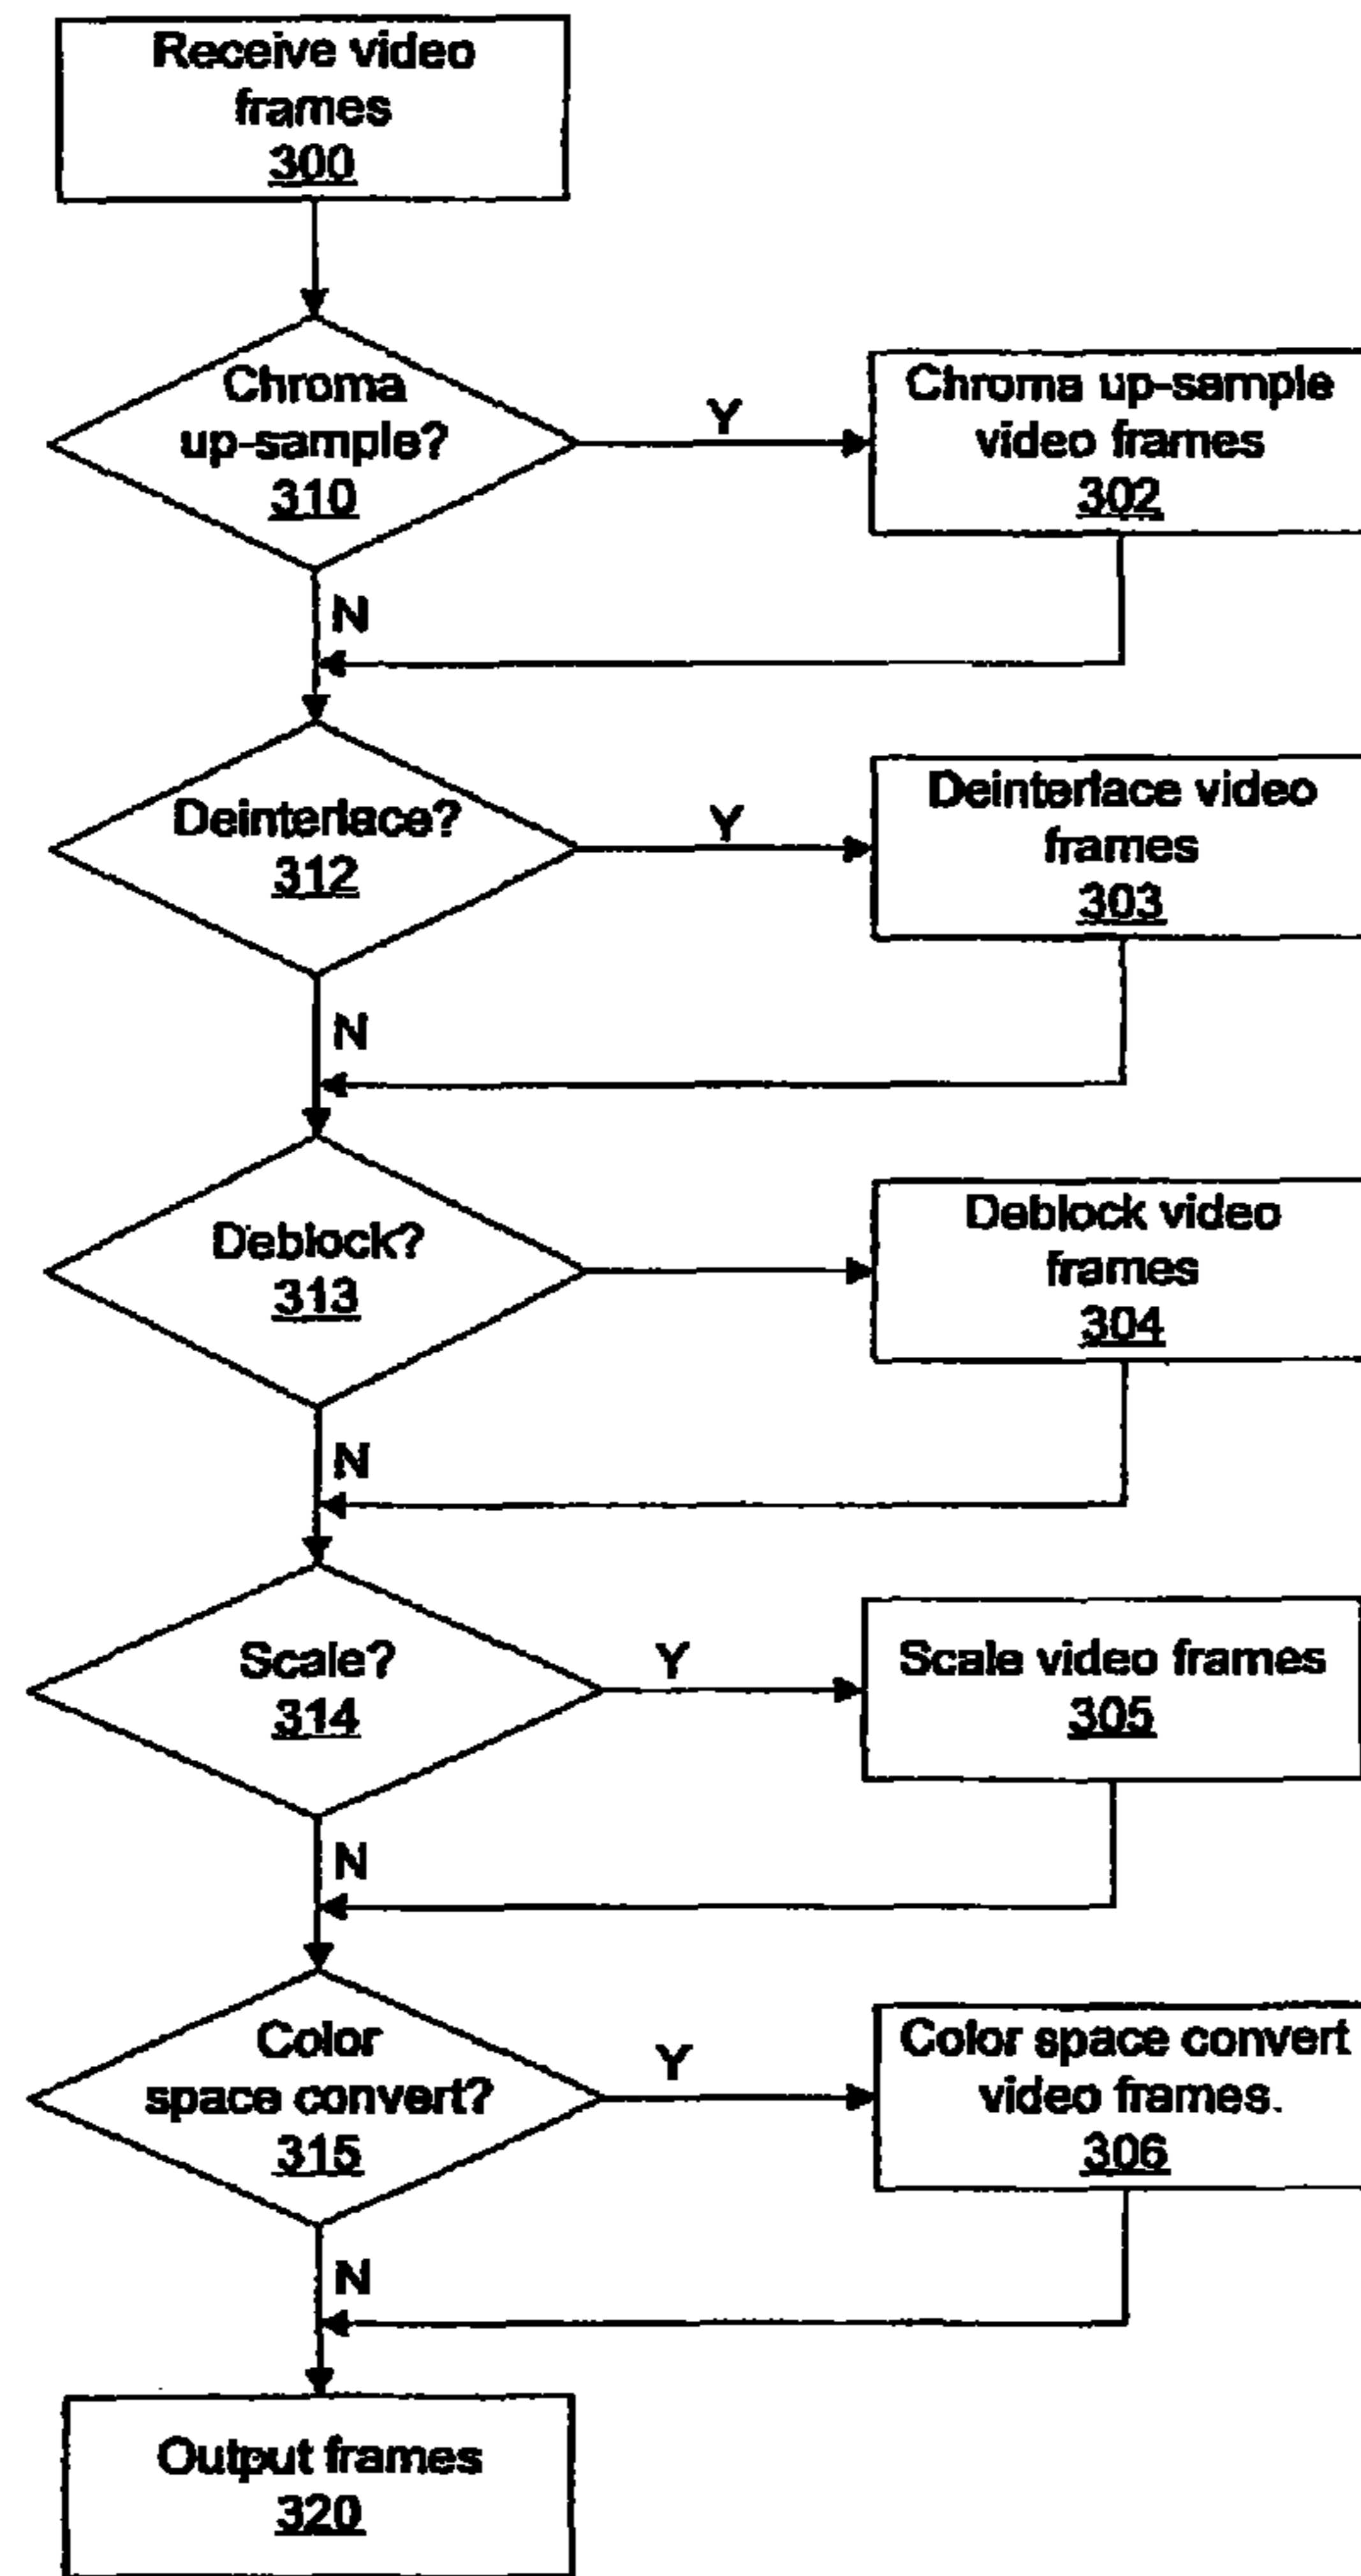 Receive video
frames
300
Chroma
up-sample?
310
Y
Chroma up-sample
video frames
302
N
Deinterlace?
312
Y
Deinterlace video
frames
303
N
Deblock?
313
Deblock video
frames
304
N
Scale?
314
Y
Scale video frames
305
N
Color
space convert?
315
Y
Color space convert
video frames.
306
N
Output frames
320